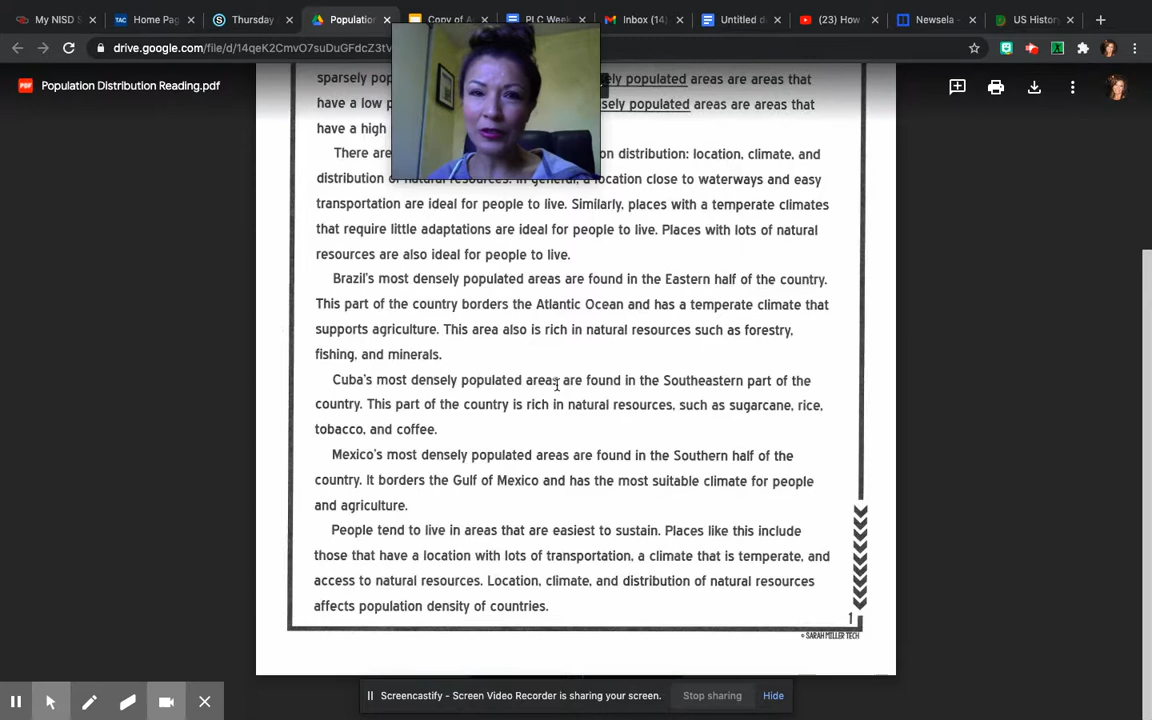 My NISD S
Home Pag
Thursday
Population
Copy of A
PLC Week
Inbox (14)
Untitled d
(23) How
Newsela –
US History
drive.google.com/file/d/14qeK2CmvO7suDuGFdcZ3tV
PDF
Population Distribution Reading.pdf
sparsely pop ely populated areas are areas that
have a low p sely populated areas are areas that
have a high
There are on distribution: location, climate, and
distribution of natural resources. In general, a location close to waterways and easy
transportation are ideal for people to live. Similarly, places with a temperate climates
that require little adaptations are ideal for people to live. Places with lots of natural
resources are also ideal for people to live.
Brazil's most densely populated areas are found in the Eastern half of the country.
This part of the country borders the Atlantic Ocean and has a temperate climate that
supports agriculture. This area also is rich in natural resources such as forestry,
fishing, and minerals.
Cuba's most densely populated areas are found in the Southeastern part of the
country. This part of the country is rich in natural resources, such as sugarcane, rice,
tobacco, and coffee.
Mexico's most densely populated areas are found in the Southern half of the
country. It borders the Gulf of Mexico and has the most suitable climate for people
and agriculture.
People tend to live in areas that are easiest to sustain. Places like this include
those that have a location with lots of transportation, a climate that is temperate, and
access to natural resources. Location, climate, and distribution of natural resources
affects population density of countries.
1
© SARAH MILLER TECH
Screencastify - Screen Video Recorder is sharing your screen.
Stop sharing
Hide